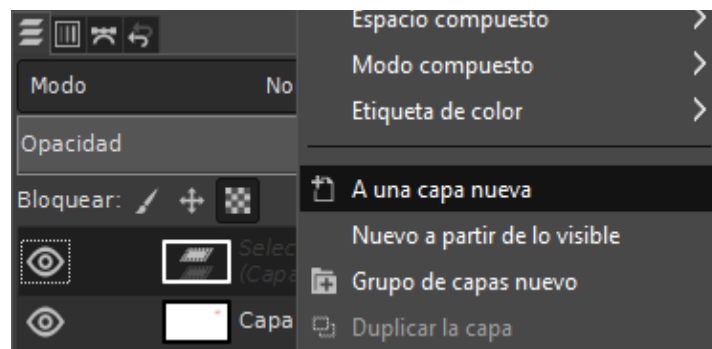 Espacio compuesto
Modo
Modo compuesto
Etiqueta de color
Opacidad
Bloquear:
A una capa nueva
Nuevo a partir de lo visible
Grupo de capas nuevo
Capa
Duplicar la capa